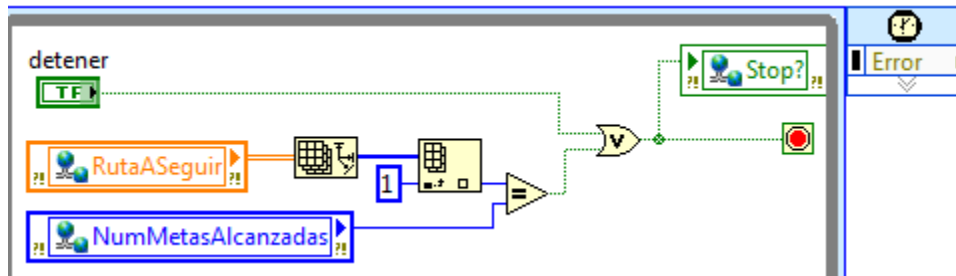 detener
TF
Stop?
Error
RutaASeguir
1
NumMetasAlcanzadas
=
V